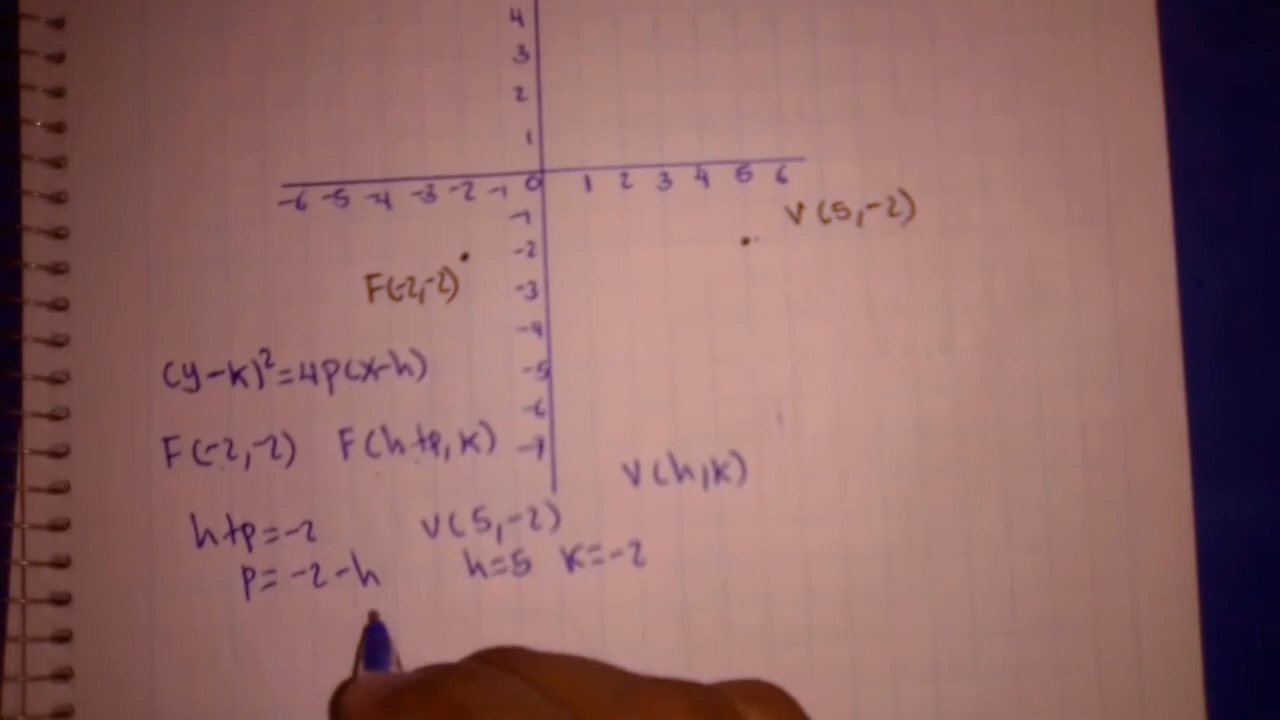 4
3
2
1
-6 -5 -4 -3 -2 -1 0 1 2 3 4 5 6
-1
V(5,-2)
-2
F(-2,-2)
-3
-4
(y-k)²=4p(x-h)
-5
-6
F(-2,-2) F(h+p,k)
-7
V(h,k)
h+p=-2 V(5,-2)
p=-2-h h=5 k=-2